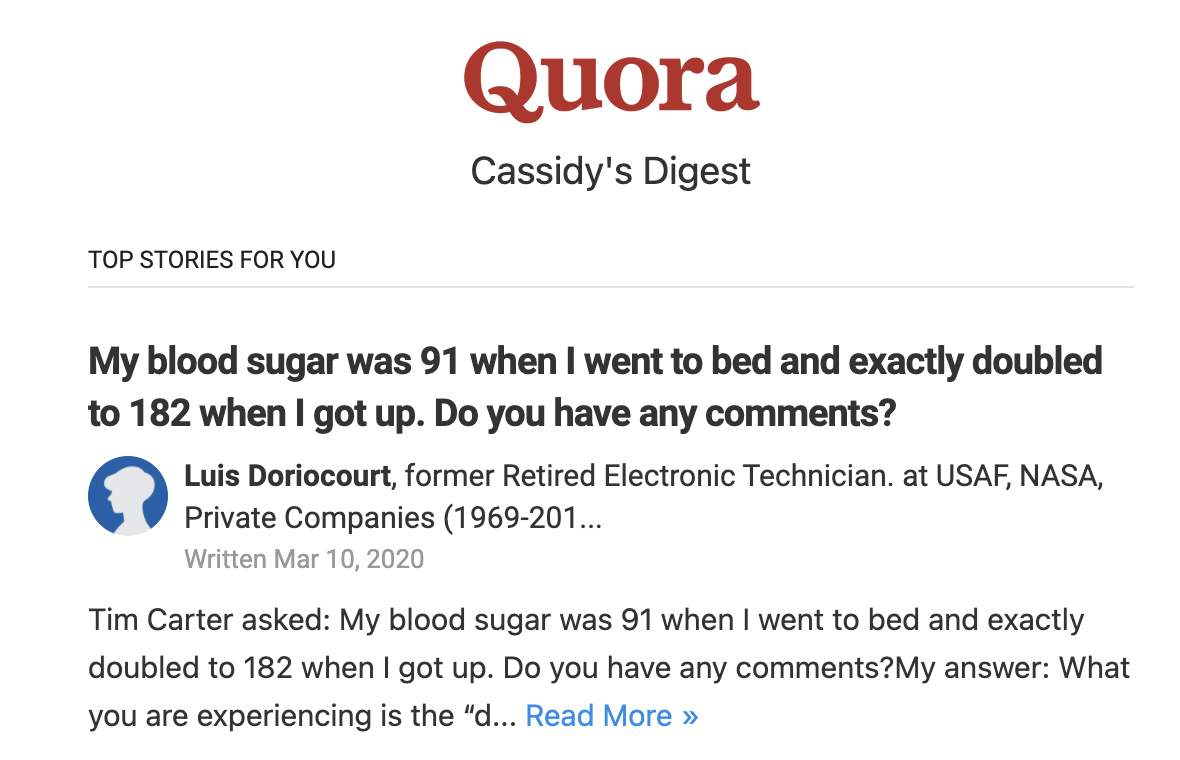 Quora
Cassidy's Digest
TOP STORIES FOR YOU
My blood sugar was 91 when I went to bed and exactly doubled
to 182 when I got up. Do you have any comments?
Luis Doriocourt, former Retired Electronic Technician. at USAF, NASA,
Private Companies (1969-201...
Written Mar 10, 2020
Tim Carter asked: My blood sugar was 91 when I went to bed and exactly
doubled to 182 when I got up. Do you have any comments?My answer: What
you are experiencing is the “d... Read More »